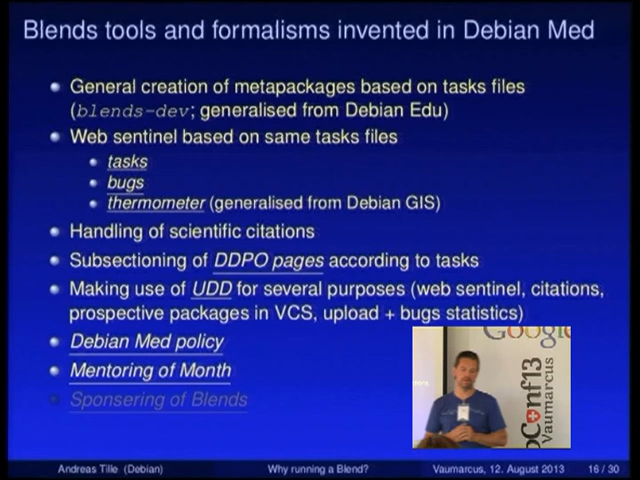 Blends tools and formalisms invented in Debian Med
General creation of metapackages based on tasks files
(blends-dev; generalised from Debian Edu)
Web sentinel based on same tasks files
tasks
bugs
thermometer (generalised from Debian GIS)
Handling of scientific citations
Subsectioning of DDPO pages according to tasks
Making use of UDD for several purposes (web sentinel, citations,
prospective packages in VCS, upload + bugs statistics)
Debian Med policy
Mentoring of Month
Sponsering of Blends
Google
Conf13
Vaumarcus
Andreas Tille (Debian)
Why running a Blend?
Vaumarcus, 12. August 2013
16 / 30